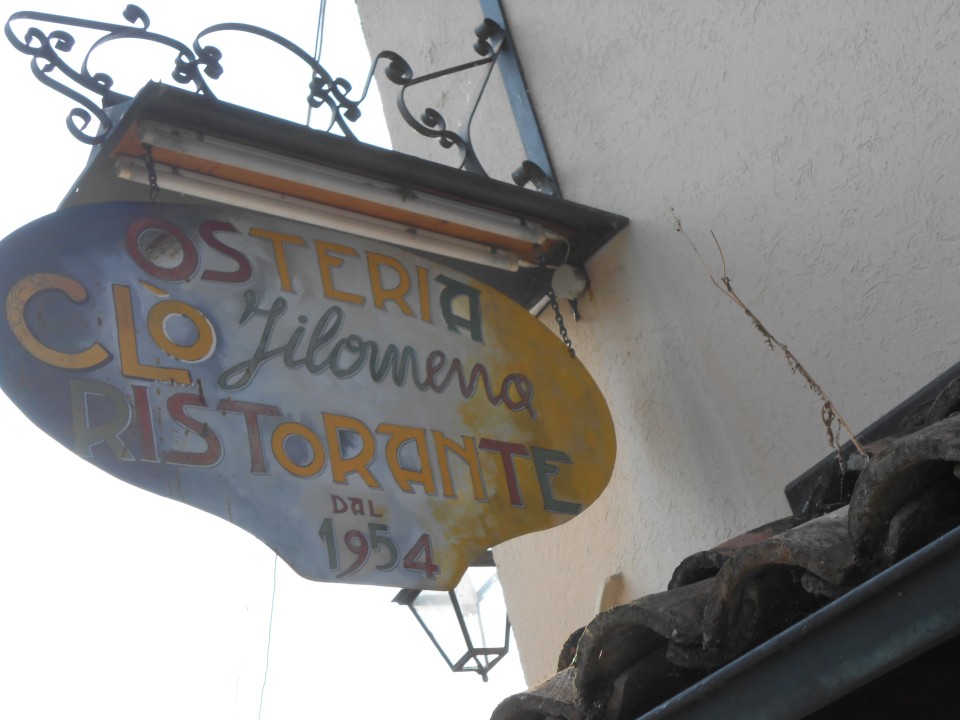 OSTERIA
CLÒ Filomena
RISTORANTE
DAL
1954